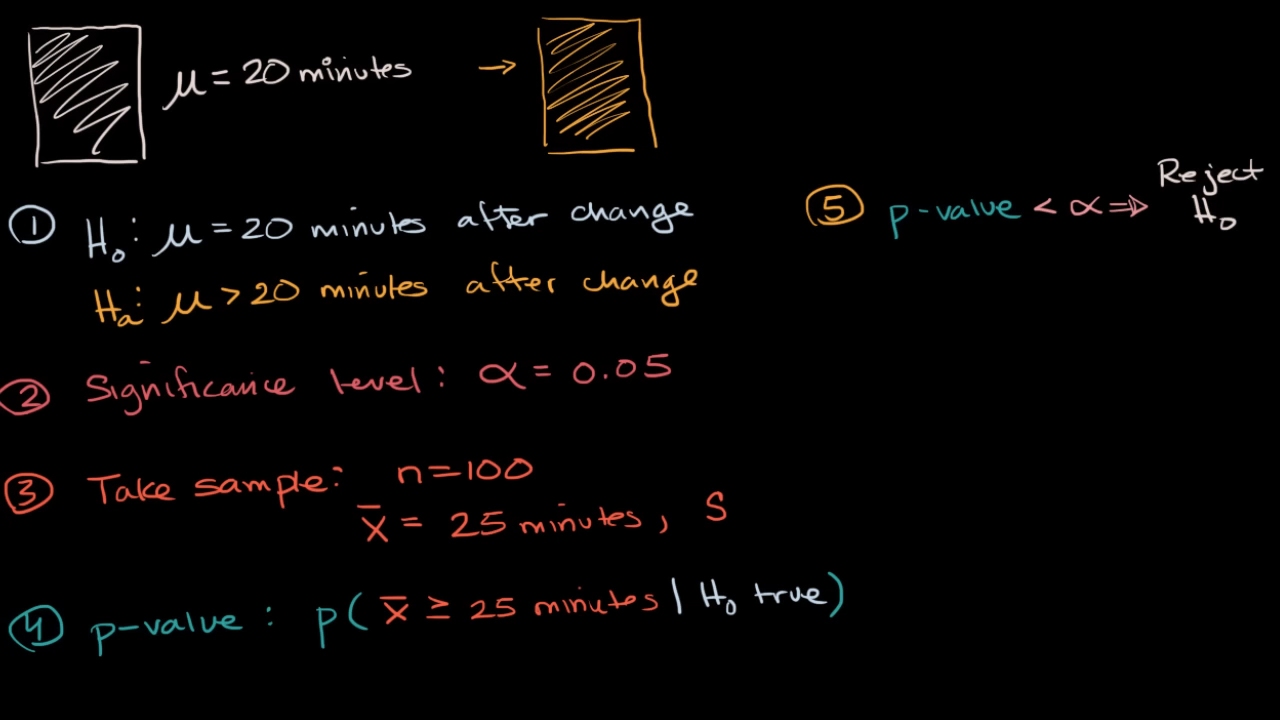 μ = 20 minutes →
① H₀: μ = 20 minutes after change
Hₐ: μ > 20 minutes after change
② Significance level: α = 0.05
③ Take sample: n=100
x̄ = 25 minutes, S
④ p-value: p( x̄ ≥ 25 minutes | H₀ true)
⑤ p-value < α ⇒ Reject
H₀